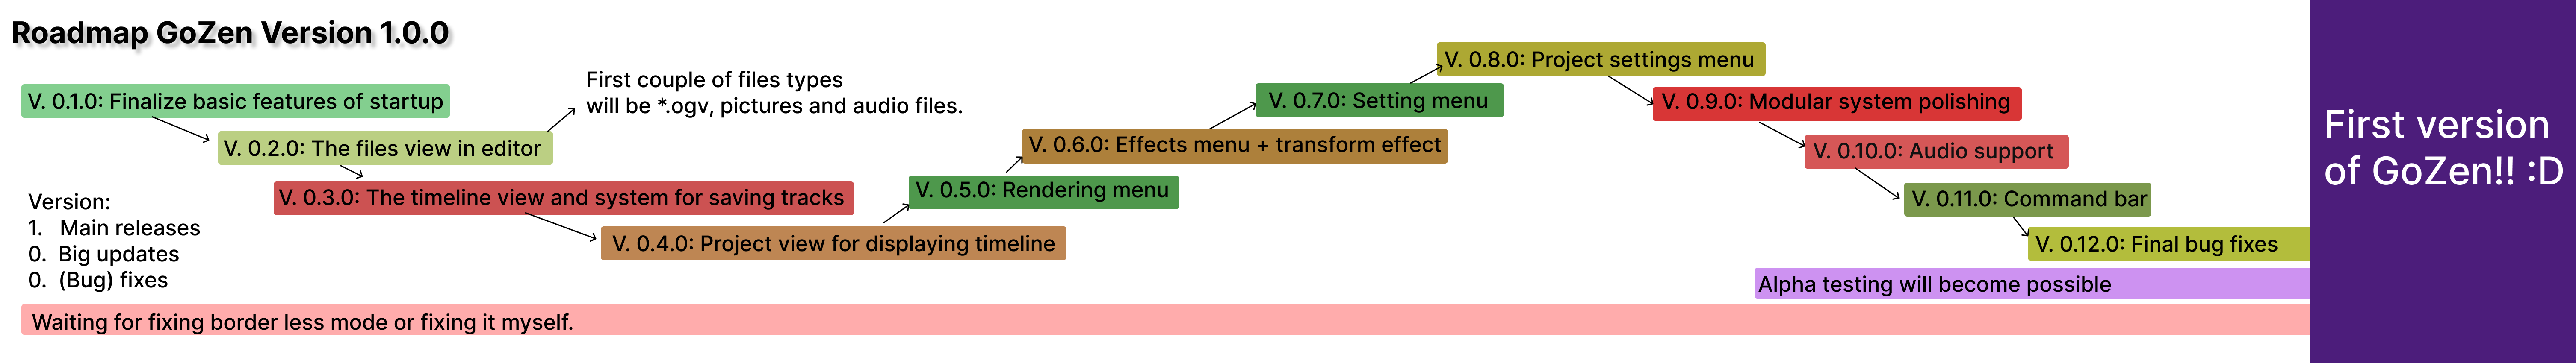 Roadmap GoZen Version 1.0.0
V. 0.1.0: Finalize basic features of startup
V. 0.2.0: The files view in editor
First couple of files types
will be *.ogv, pictures and audio files.
V. 0.3.0: The timeline view and system for saving tracks
V. 0.4.0: Project view for displaying timeline
V. 0.5.0: Rendering menu
V. 0.6.0: Effects menu + transform effect
V. 0.7.0: Setting menu
V. 0.8.0: Project settings menu
V. 0.9.0: Modular system polishing
V. 0.10.0: Audio support
V. 0.11.0: Command bar
V. 0.12.0: Final bug fixes
Version:
1. Main releases
0. Big updates
0. (Bug) fixes
Alpha testing will become possible
Waiting for fixing border less mode or fixing it myself.
First version
of GoZen!! :D